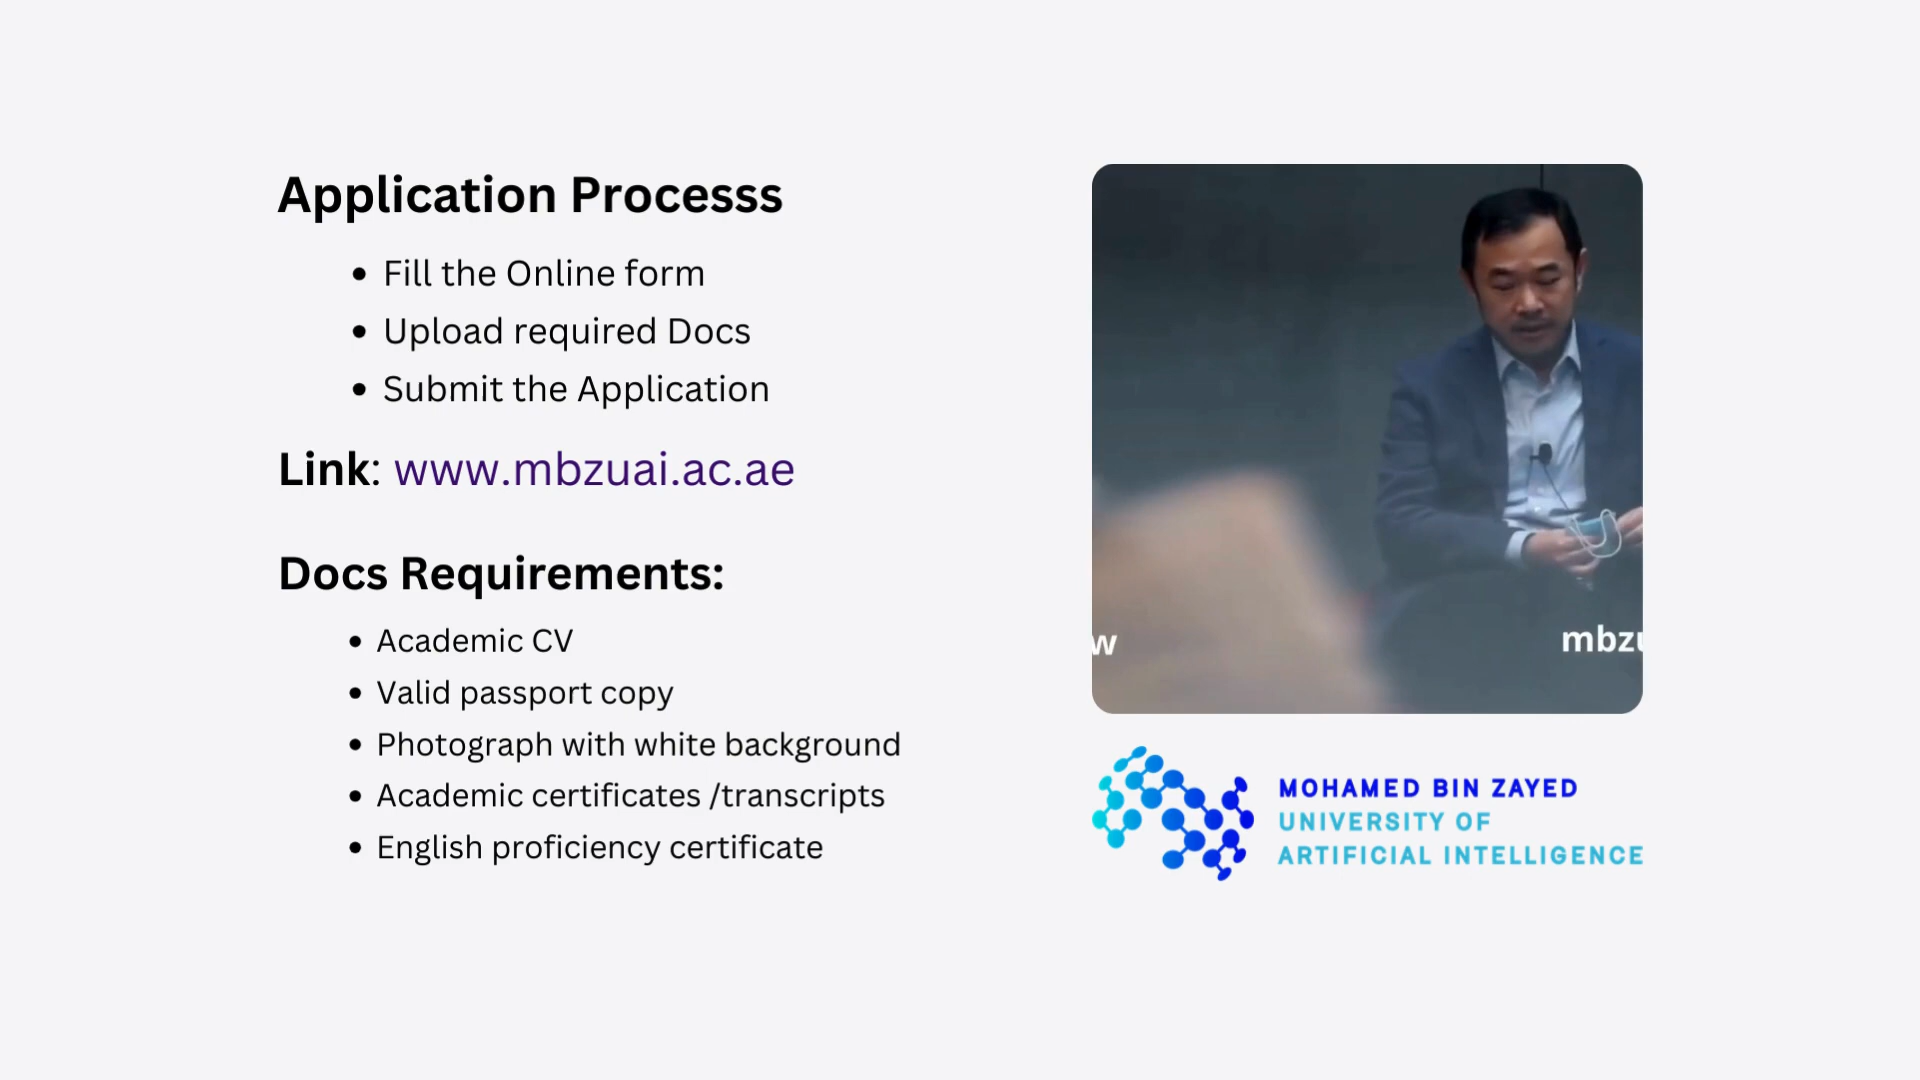 Application Processs
• Fill the Online form
• Upload required Docs
• Submit the Application
Link: www.mbzuai.ac.ae
Docs Requirements:
• Academic CV
• Valid passport copy
• Photograph with white background
• Academic certificates /transcripts
• English proficiency certificate
w
mbzu
MOHAMED BIN ZAYED
UNIVERSITY OF
ARTIFICIAL INTELLIGENCE